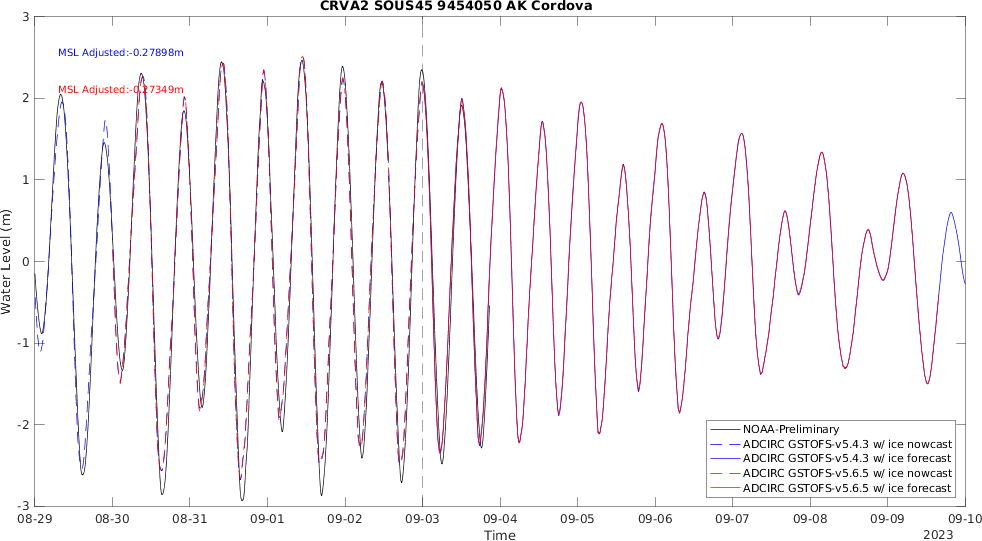 CRVA2 SOUS45 9454050 AK Cordova
MSL Adjusted:-0.27898m
MSL Adjusted:-0.27349m
Water Level (m)
3
2
1
0
-1
-2
-3
08-29
08-30
08-31
09-01
09-02
09-03
09-04
09-05
09-06
09-07
09-08
09-09
09-10
Time
2023
NOAA-Preliminary
ADCIRC GSTOFS-v5.4.3 w/ ice nowcast
ADCIRC GSTOFS-v5.4.3 w/ ice forecast
ADCIRC GSTOFS-v5.6.5 w/ ice nowcast
ADCIRC GSTOFS-v5.6.5 w/ ice forecast